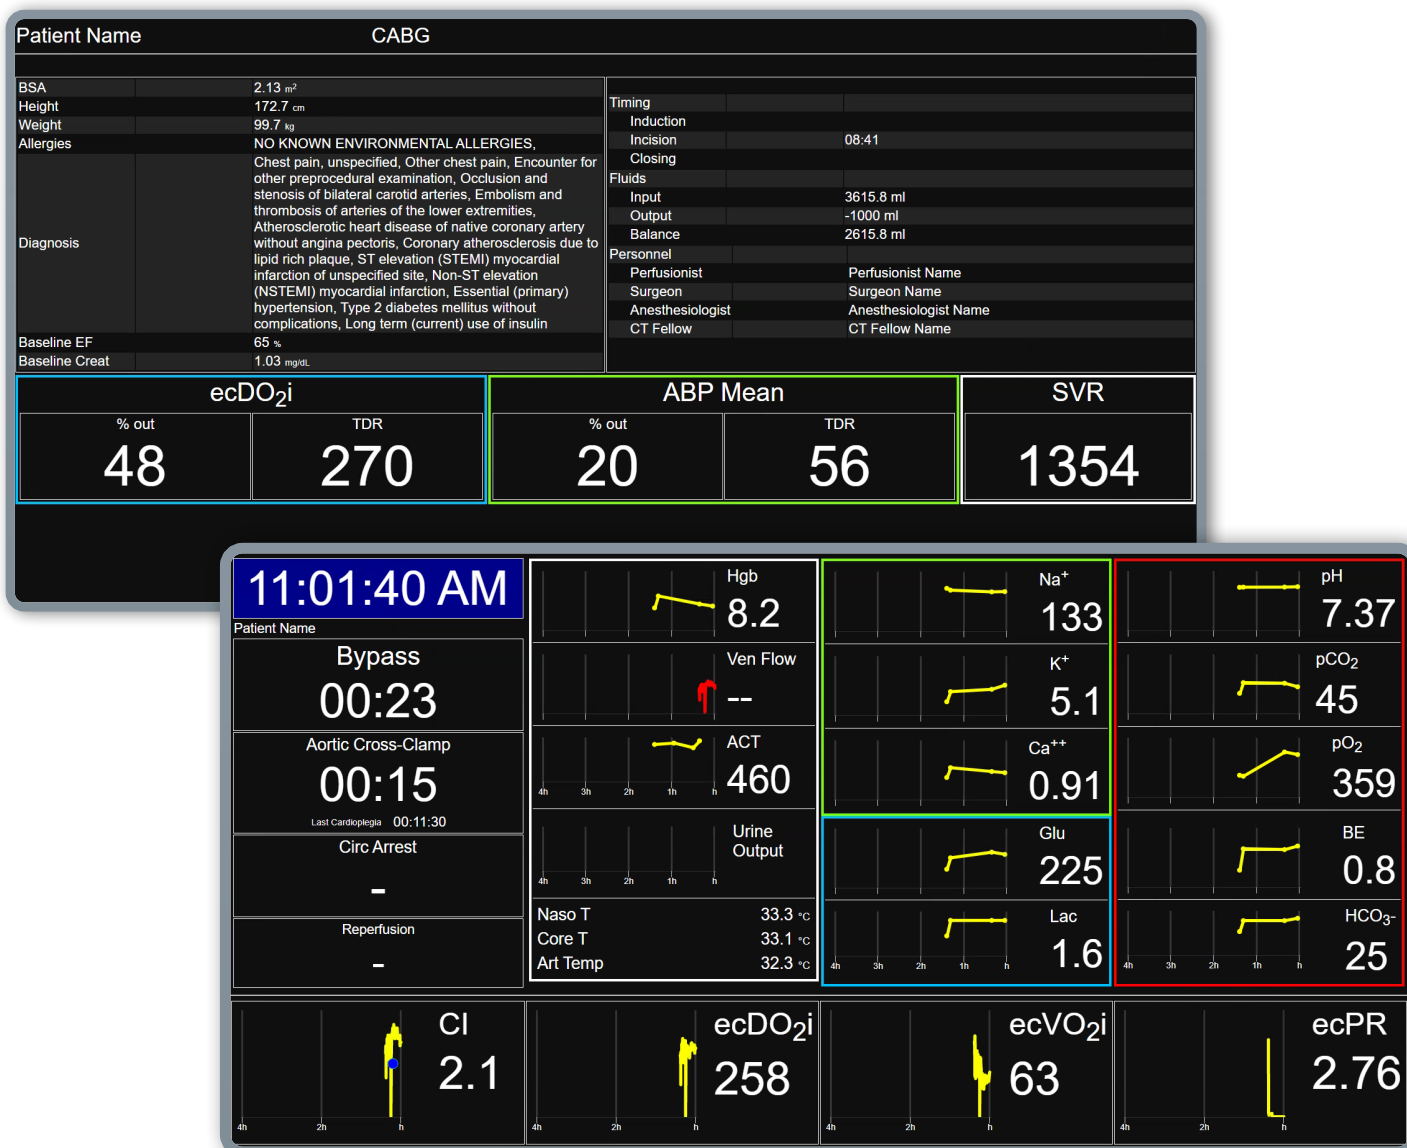 Patient Name CABG
BSA 2.13 m²
Height 172.7 cm
Weight 99.7 kg
Allergies NO KNOWN ENVIRONMENTAL ALLERGIES,
Diagnosis
Chest pain, unspecified, Other chest pain, Encounter for
other preprocedural examination, Occlusion and
stenosis of bilateral carotid arteries, Embolism and
thrombosis of arteries of the lower extremities,
Atherosclerotic heart disease of native coronary artery
without angina pectoris, Coronary atherosclerosis due to
lipid rich plaque, ST elevation (STEMI) myocardial
infarction of unspecified site, Non-ST elevation
(NSTEMI) myocardial infarction, Essential (primary)
hypertension, Type 2 diabetes mellitus without
complications, Long term (current) use of insulin
Baseline EF 65 %
Baseline Creat 1.03 mg/dL
Timing
Induction
Incision 08:41
Closing
Fluids
Input 3615.8 ml
Output -1000 ml
Balance 2615.8 ml
Personnel
Perfusionist Perfusionist Name
Surgeon Surgeon Name
Anesthesiologist Anesthesiologist Name
CT Fellow CT Fellow Name
ecDO₂i
% out TDR
48 270
ABP Mean
% out TDR
20 56
SVR
1354
11:01:40 AM
Patient Name
Bypass
00:23
Aortic Cross-Clamp
00:15
Last Cardioplegia 00:11:30
Circ Arrest
-
Reperfusion
-
Hgb
8.2
Ven Flow
--
ACT
460
4h 3h 2h 1h h
Urine
Output
4h 3h 2h 1h h
Naso T 33.3 °C
Core T 33.1 °C
Art Temp 32.3 °C
Na⁺
133
K⁺
5.1
Ca⁺⁺
0.91
Glu
225
Lac
1.6
4h 3h 2h 1h h
pH
7.37
pCO₂
45
pO₂
359
BE
0.8
HCO₃-
25
4h 3h 2h 1h h
CI
2.1
4h 2h h
ecDO₂i
258
4h 2h h
ecVO₂i
63
4h 2h h
ecPR
2.76
4h 2h h